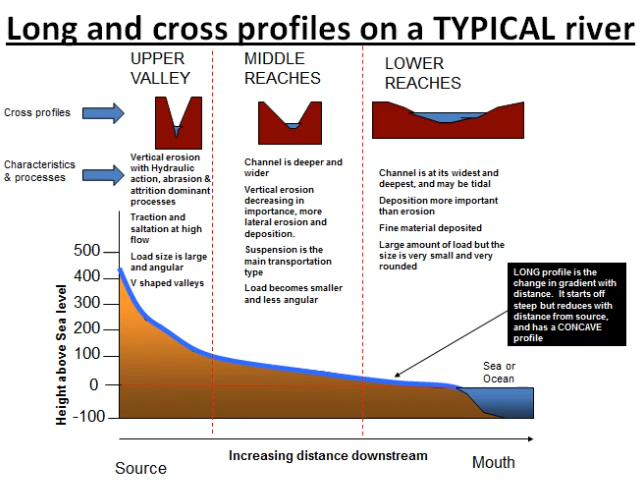 Long and cross profiles on a TYPICAL river
UPPER
VALLEY
MIDDLE
REACHES
LOWER
REACHES
Cross profiles
Characteristics
& processes
Vertical erosion
with Hydraulic
action, abrasion &
attrition dominant
processes
Traction and
saltation at high
flow
Load size is large
and angular
V shaped valleys
Channel is deeper and
wider
Vertical erosion
decreasing in
importance, more
lateral erosion and
deposition.
Suspension is the
main transportation
type
Load becomes smaller
and less angular
Channel is at its widest and
deepest, and may be tidal
Deposition more important
than erosion
Fine material deposited
Large amount of load but the
size is very small and very
rounded
LONG profile is the
change in gradient with
distance. It starts off
steep but reduces with
distance from source,
and has a CONCAVE
profile
Height above Sea level
500
400
300
200
100
0
-100
Sea or
Ocean
Increasing distance downstream
Source
Mouth